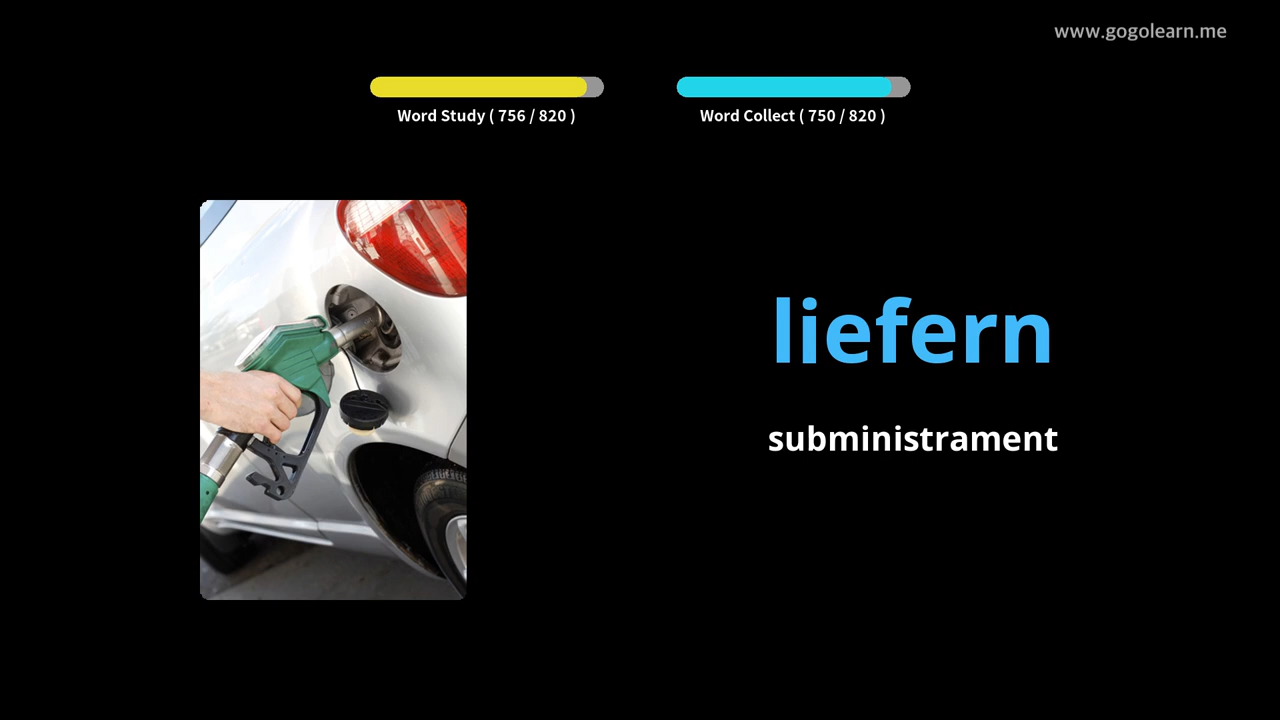 www.gogolearn.me
Word Study ( 756 / 820 )
Word Collect ( 750 / 820 )
liefern
subministrament